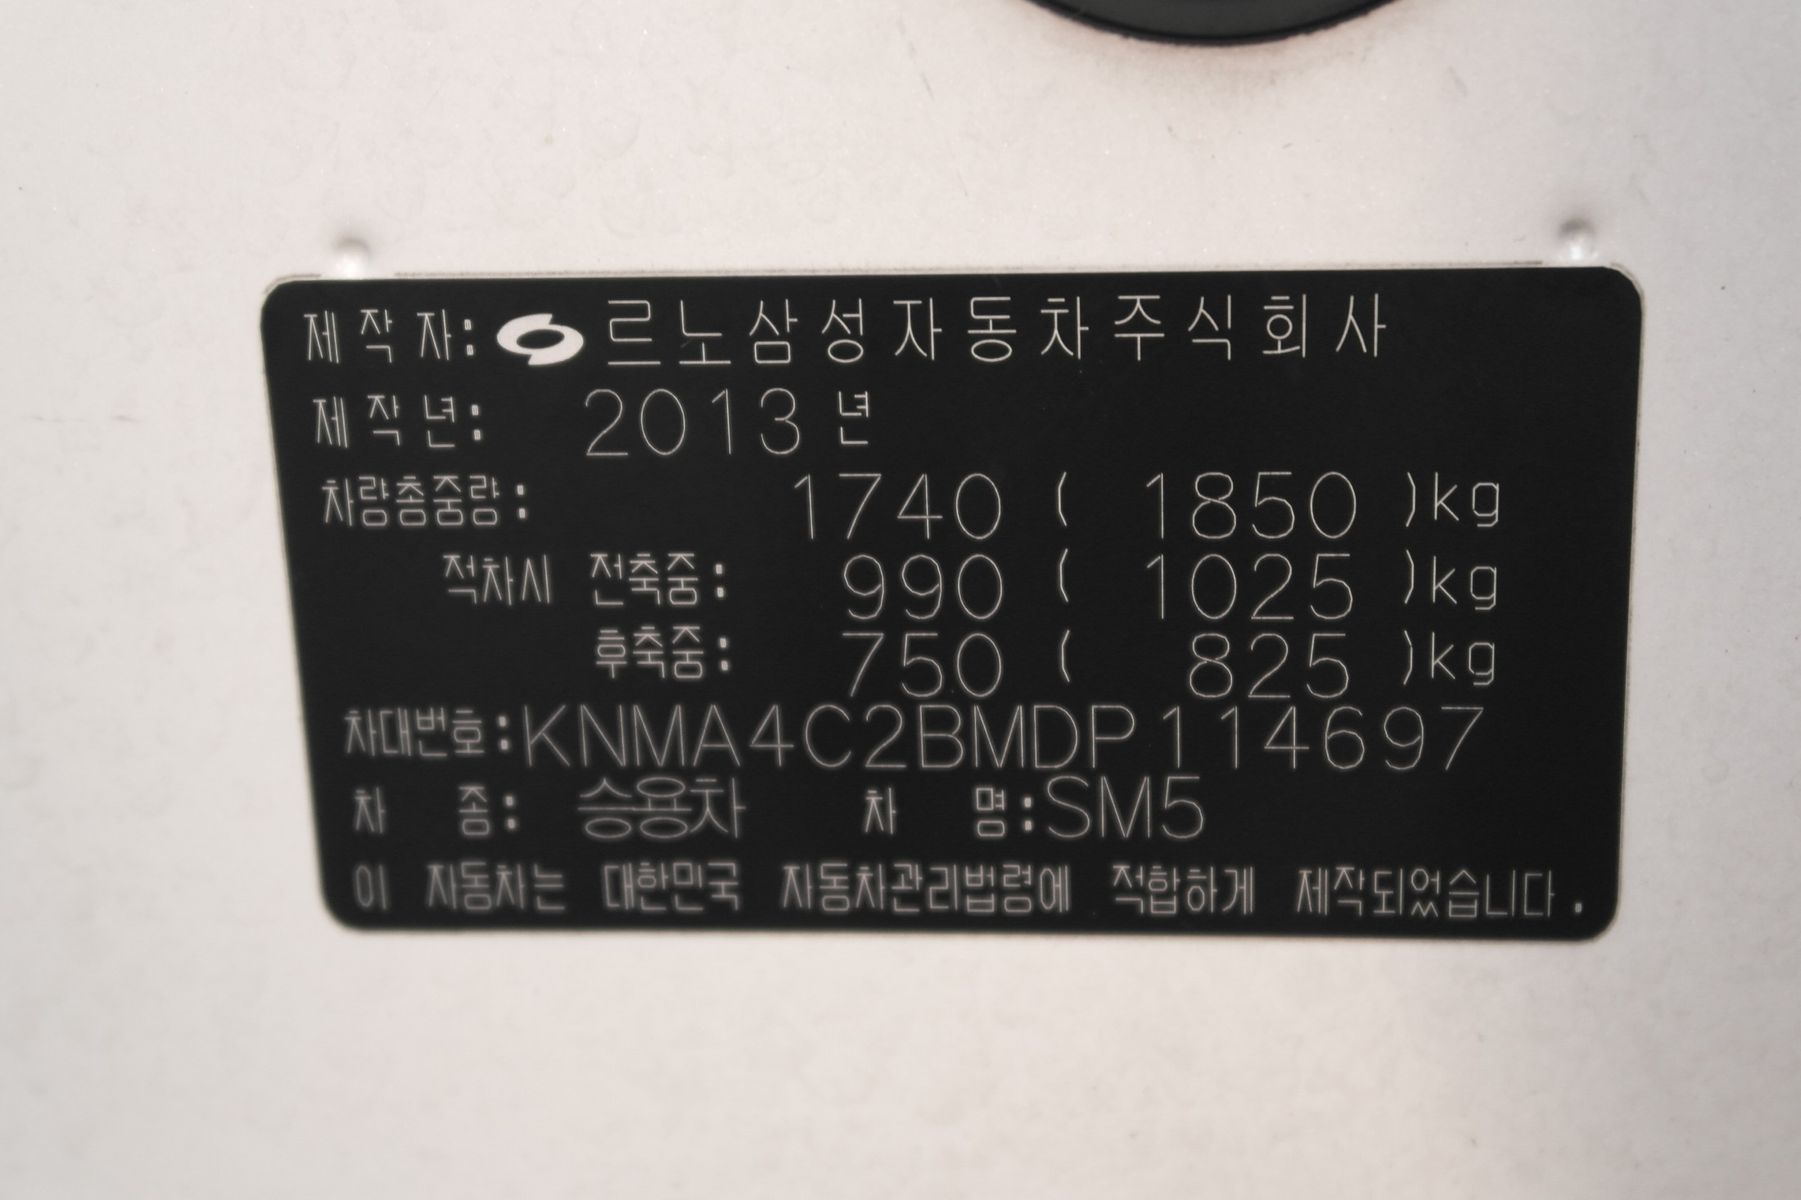 제 작 자: 르노삼성자동차주식회사
제 작 년: 2013 년
차량총중량: 1740 ( 1850 )kg
적차시 전축중: 990 ( 1025 )kg
후축중: 750 ( 825 )kg
차대번호:KNMA4C2BMDP114697
차 종: 승용차 차 명:SM5
이 자동차는 대한민국 자동차관리법령에 적합하게 제작되었습니다.